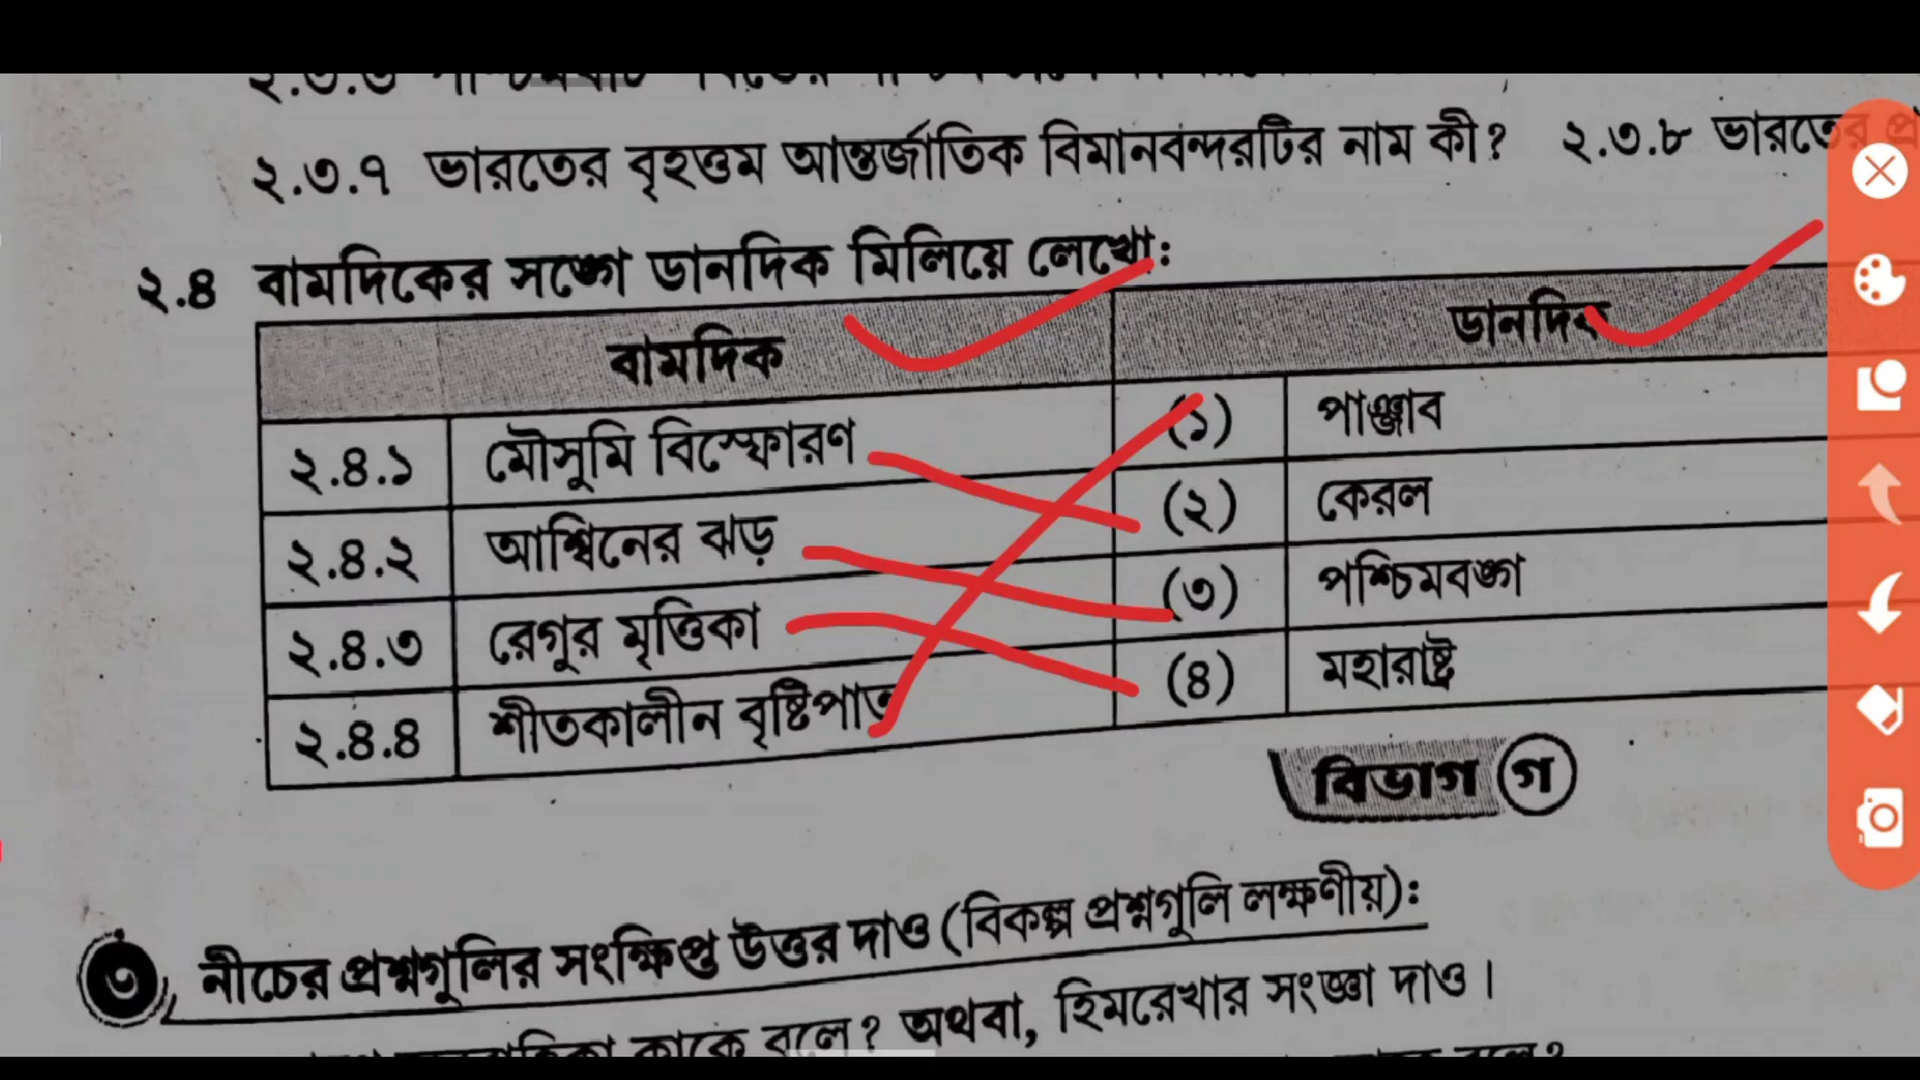 ২.৩.৭ ভারতের বৃহত্তম আন্তর্জাতিক বিমানবন্দরটির নাম কী? ২.৩.৮ ভারতের
২.৪ বামদিকের সঙ্গে ডানদিক মিলিয়ে লেখো:
বামদিক ডানদিক
২.৪.১ মৌসুমি বিস্ফোরণ (১) পাঞ্জাব
২.৪.২ আশ্বিনের ঝড় (২) কেরল
২.৪.৩ রেগুর মৃত্তিকা (৩) পশ্চিমবঙ্গ
২.৪.৪ শীতকালীন বৃষ্টিপাত (৪) মহারাষ্ট্র
বিভাগ গ
৩ নীচের প্রশ্নগুলির সংক্ষিপ্ত উত্তর দাও (বিকল্প প্রশ্নগুলি লক্ষণীয়):
কাকে বলে? অথবা, হিমরেখার সংজ্ঞা দাও।